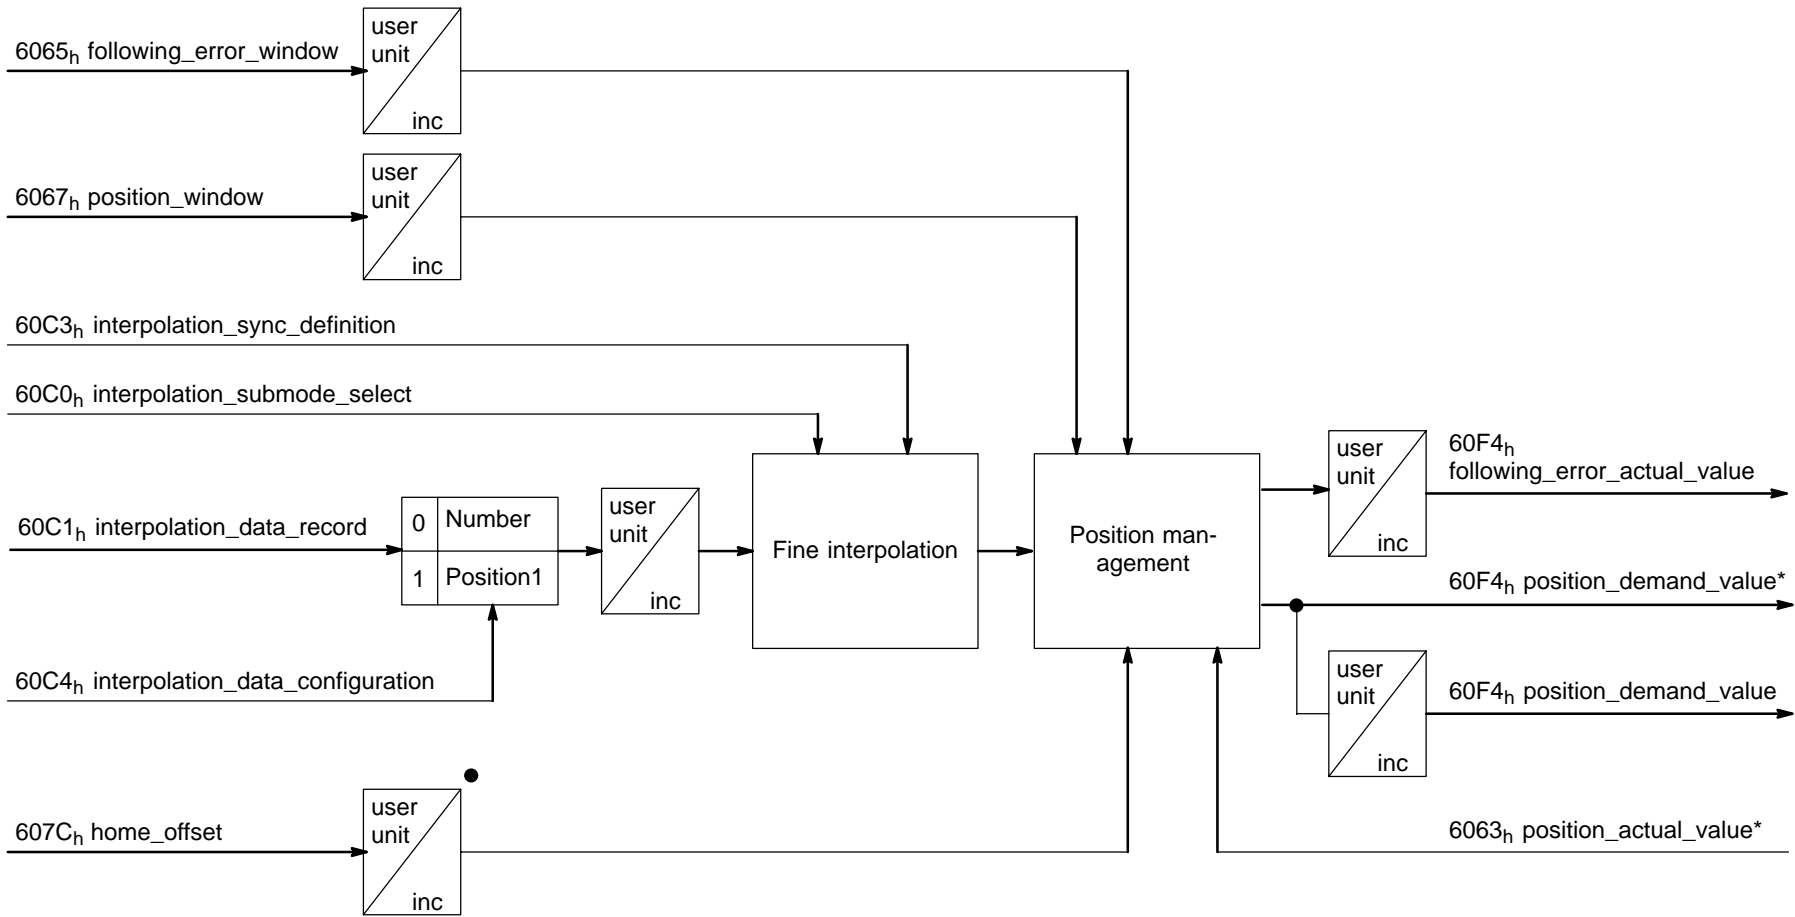 6065h following_error_window
user
unit
inc
6067h position_window
user
unit
inc
60C3h interpolation_sync_definition
60C0h interpolation_submode_select
60C1h interpolation_data_record
0 Number
1 Position1
user
unit
inc
60C4h interpolation_data_configuration
Fine interpolation
Position man-
agement
user
unit
inc
60F4h
following_error_actual_value
60F4h position_demand_value*
user
unit
inc
60F4h position_demand_value
607Ch home_offset
user
unit
inc
6063h position_actual_value*